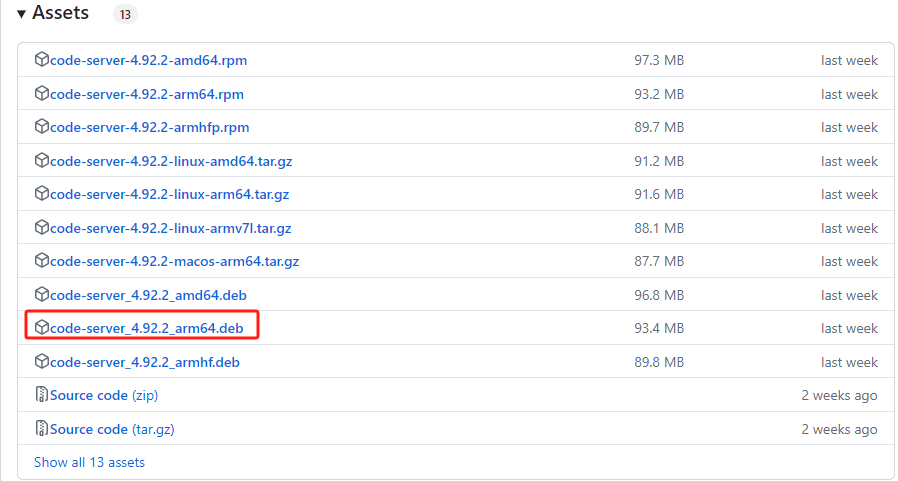 Assets 13
code-server-4.92.2-amd64.rpm 97.3 MB last week
code-server-4.92.2-arm64.rpm 93.2 MB last week
code-server-4.92.2-armhfp.rpm 89.7 MB last week
code-server-4.92.2-linux-amd64.tar.gz 91.2 MB last week
code-server-4.92.2-linux-arm64.tar.gz 91.6 MB last week
code-server-4.92.2-linux-armv7l.tar.gz 88.1 MB last week
code-server-4.92.2-macos-arm64.tar.gz 87.7 MB last week
code-server_4.92.2_amd64.deb 96.8 MB last week
code-server_4.92.2_arm64.deb 93.4 MB last week
code-server_4.92.2_armhf.deb 89.8 MB last week
Source code (zip) 2 weeks ago
Source code (tar.gz) 2 weeks ago
Show all 13 assets